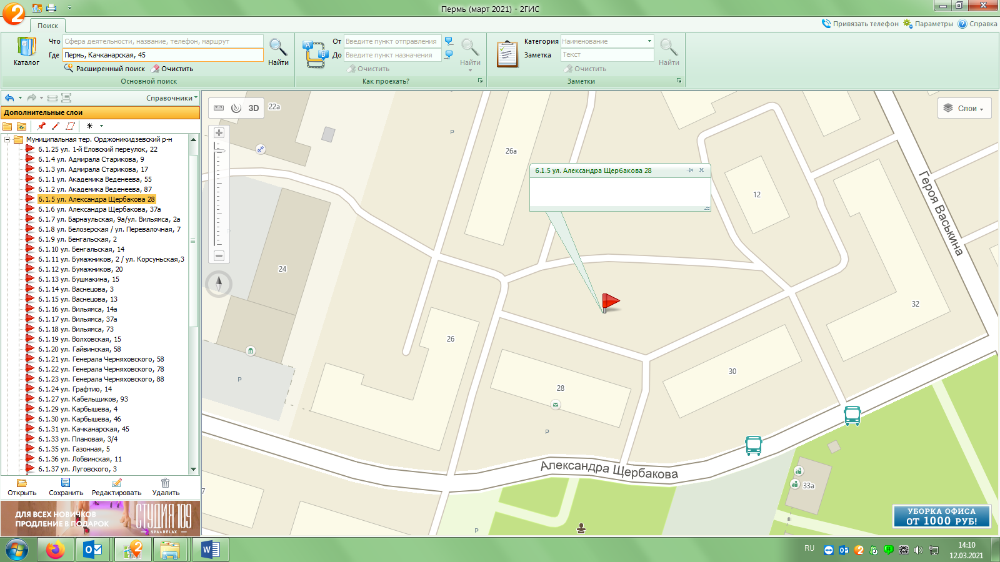 Пермь (март 2021) - 2ГИС
Поиск
Привязать телефон
Параметры
Справка
Каталог
Что
Сфера деятельности, название, телефон, маршрут
Где
Пермь, Качканарская, 45
Расширенный поиск
Очистить
Найти
Основной поиск
От
Введите пункт отправления
До
Введите пункт назначения
Очистить
Найти
Как проехать?
Категория
Наименование
Заметка
Текст
Очистить
Найти
Заметки
Справочники
Дополнительные слои
Муниципальная тер. Орджоникидзевский р-н
6.1.25 ул. 1-й Еловский переулок, 22
6.1.4 ул. Адмирала Старикова, 9
6.1.3 ул. Адмирала Старикова, 17
6.1.1 ул. Академика Веденеева, 55
6.1.2 ул. Академика Веденеева, 87
6.1.5 ул. Александра Щербакова 28
6.1.6 ул. Александра Щербакова, 37а
6.1.7 ул. Барнаульская, 9а/ул. Вильямса, 2а
6.1.8 ул. Белозерская / ул. Перевалочная, 7
6.1.9 ул. Бенгальская, 2
6.1.10 ул. Бенгальская, 14
6.1.11 ул. Бумажников, 2 / ул. Корсуньская,3
6.1.12 ул. Бумажников, 20
6.1.13 ул. Бушмакина, 15
6.1.14 ул. Васнецова, 3
6.1.15 ул. Васнецова, 13
6.1.16 ул. Вильямса, 14а
6.1.17 ул. Вильямса, 37а
6.1.18 ул. Вильямса, 73
6.1.19 ул. Волховская, 15
6.1.20 ул. Гайвинская, 58
6.1.21 ул. Генерала Черняховского, 58
6.1.22 ул. Генерала Черняховского, 78
6.1.23 ул. Генерала Черняховского, 88
6.1.24 ул. Графтио, 14
6.1.27 ул. Кабельщиков, 93
6.1.29 ул. Карбышева, 4
6.1.30 ул. Карбышева, 46
6.1.31 ул. Качканарская, 45
6.1.33 ул. Плановая, 3/4
6.1.35 ул. Газонная, 5
6.1.36 ул. Лобвинская, 11
6.1.37 ул. Луговского, 3
Открыть
Сохранить
Редактировать
Удалить
ДЛЯ ВСЕХ НОВИЧКОВ
ПРОДЛЕНИЕ В ПОДАРОК
СТУДИЯ 109
SPA & RELAX
3D
22а
Слои
P
26а
6.1.5 ул. Александра Щербакова 28
12
Героя Васькина
24
32
26
P
28
30
P
Александра Щербакова
33а
7
P
УБОРКА ОФИСА
ОТ 1000 РУБ!
RU
14:10
12.03.2021